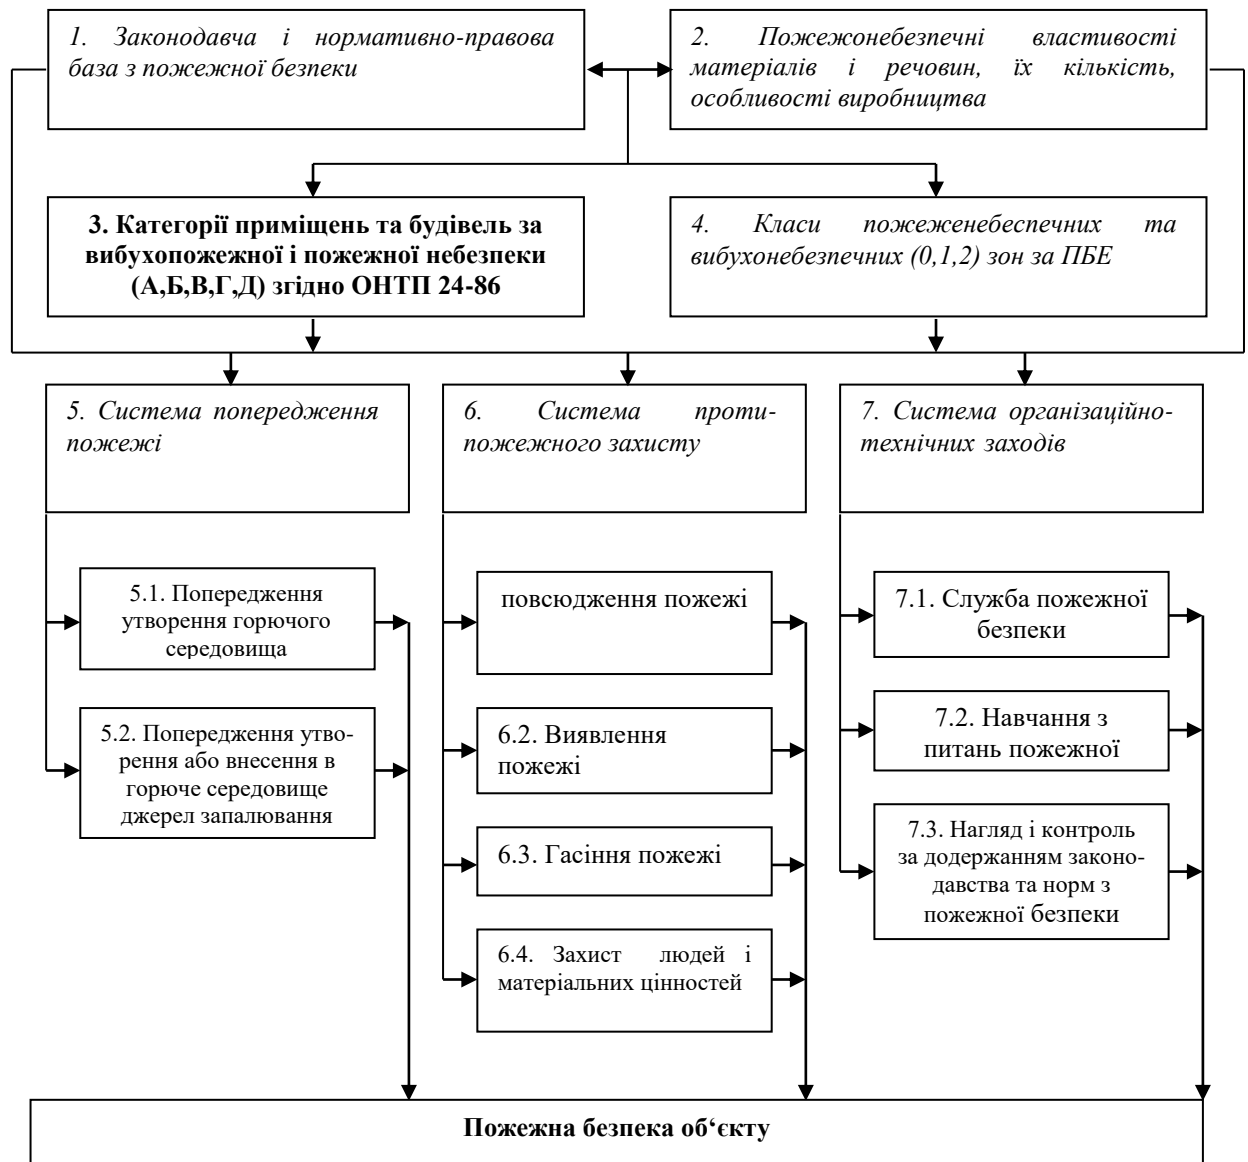 1. Законодавча і нормативно-правова
база з пожежної безпеки
2. Пожежонебезпечні властивості
матеріалів і речовин, їх кількість,
особливості виробництва
3. Категорії приміщень та будівель за
вибухопожежної і пожежної небезпеки
(А,Б,В,Г,Д) згідно ОНТП 24-86
4. Класи пожеженебеспечних та
вибухонебезпечних (0,1,2) зон за ПБЕ
5. Система попередження
пожежі
6. Система проти-
пожежного захисту
7. Система організаційно-
технічних заходів
5.1. Попередження
утворення горючого
середовища
5.2. Попередження утво-
рення або внесення в
горюче середовище
джерел запалювання
повсюдження пожежі
6.2. Виявлення
пожежі
6.3. Гасіння пожежі
6.4. Захист людей і
матеріальних цінностей
7.1. Служба пожежної
безпеки
7.2. Навчання з
питань пожежної
7.3. Нагляд і контроль
за додержанням законо-
давства та норм з
пожежної безпеки
Пожежна безпека об‘єкту